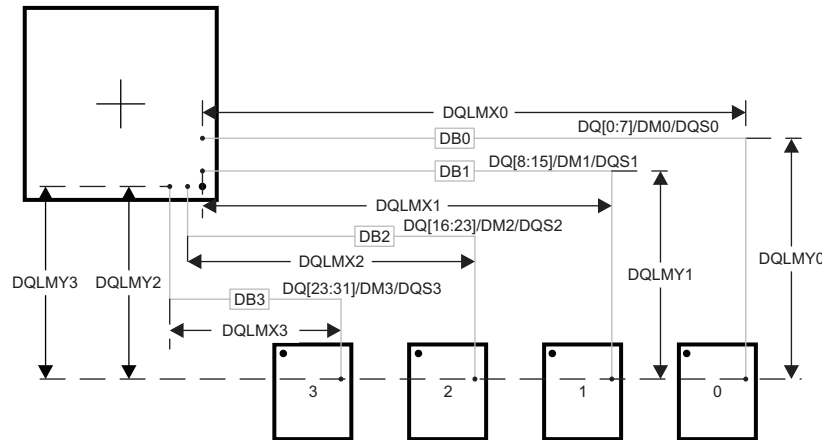 DQLMX0
DQ[0:7]/DM0/DQS0
DB0
DQ[8:15]/DM1/DQS1
DB1
DQLMX1
DQ[16:23]/DM2/DQS2
DB2
DQLMX2
DQLMY0
DQLMY3
DQLMY2
DQLMY1
DQ[23:31]/DM3/DQS3
DB3
DQLMX3
3
2
1
0